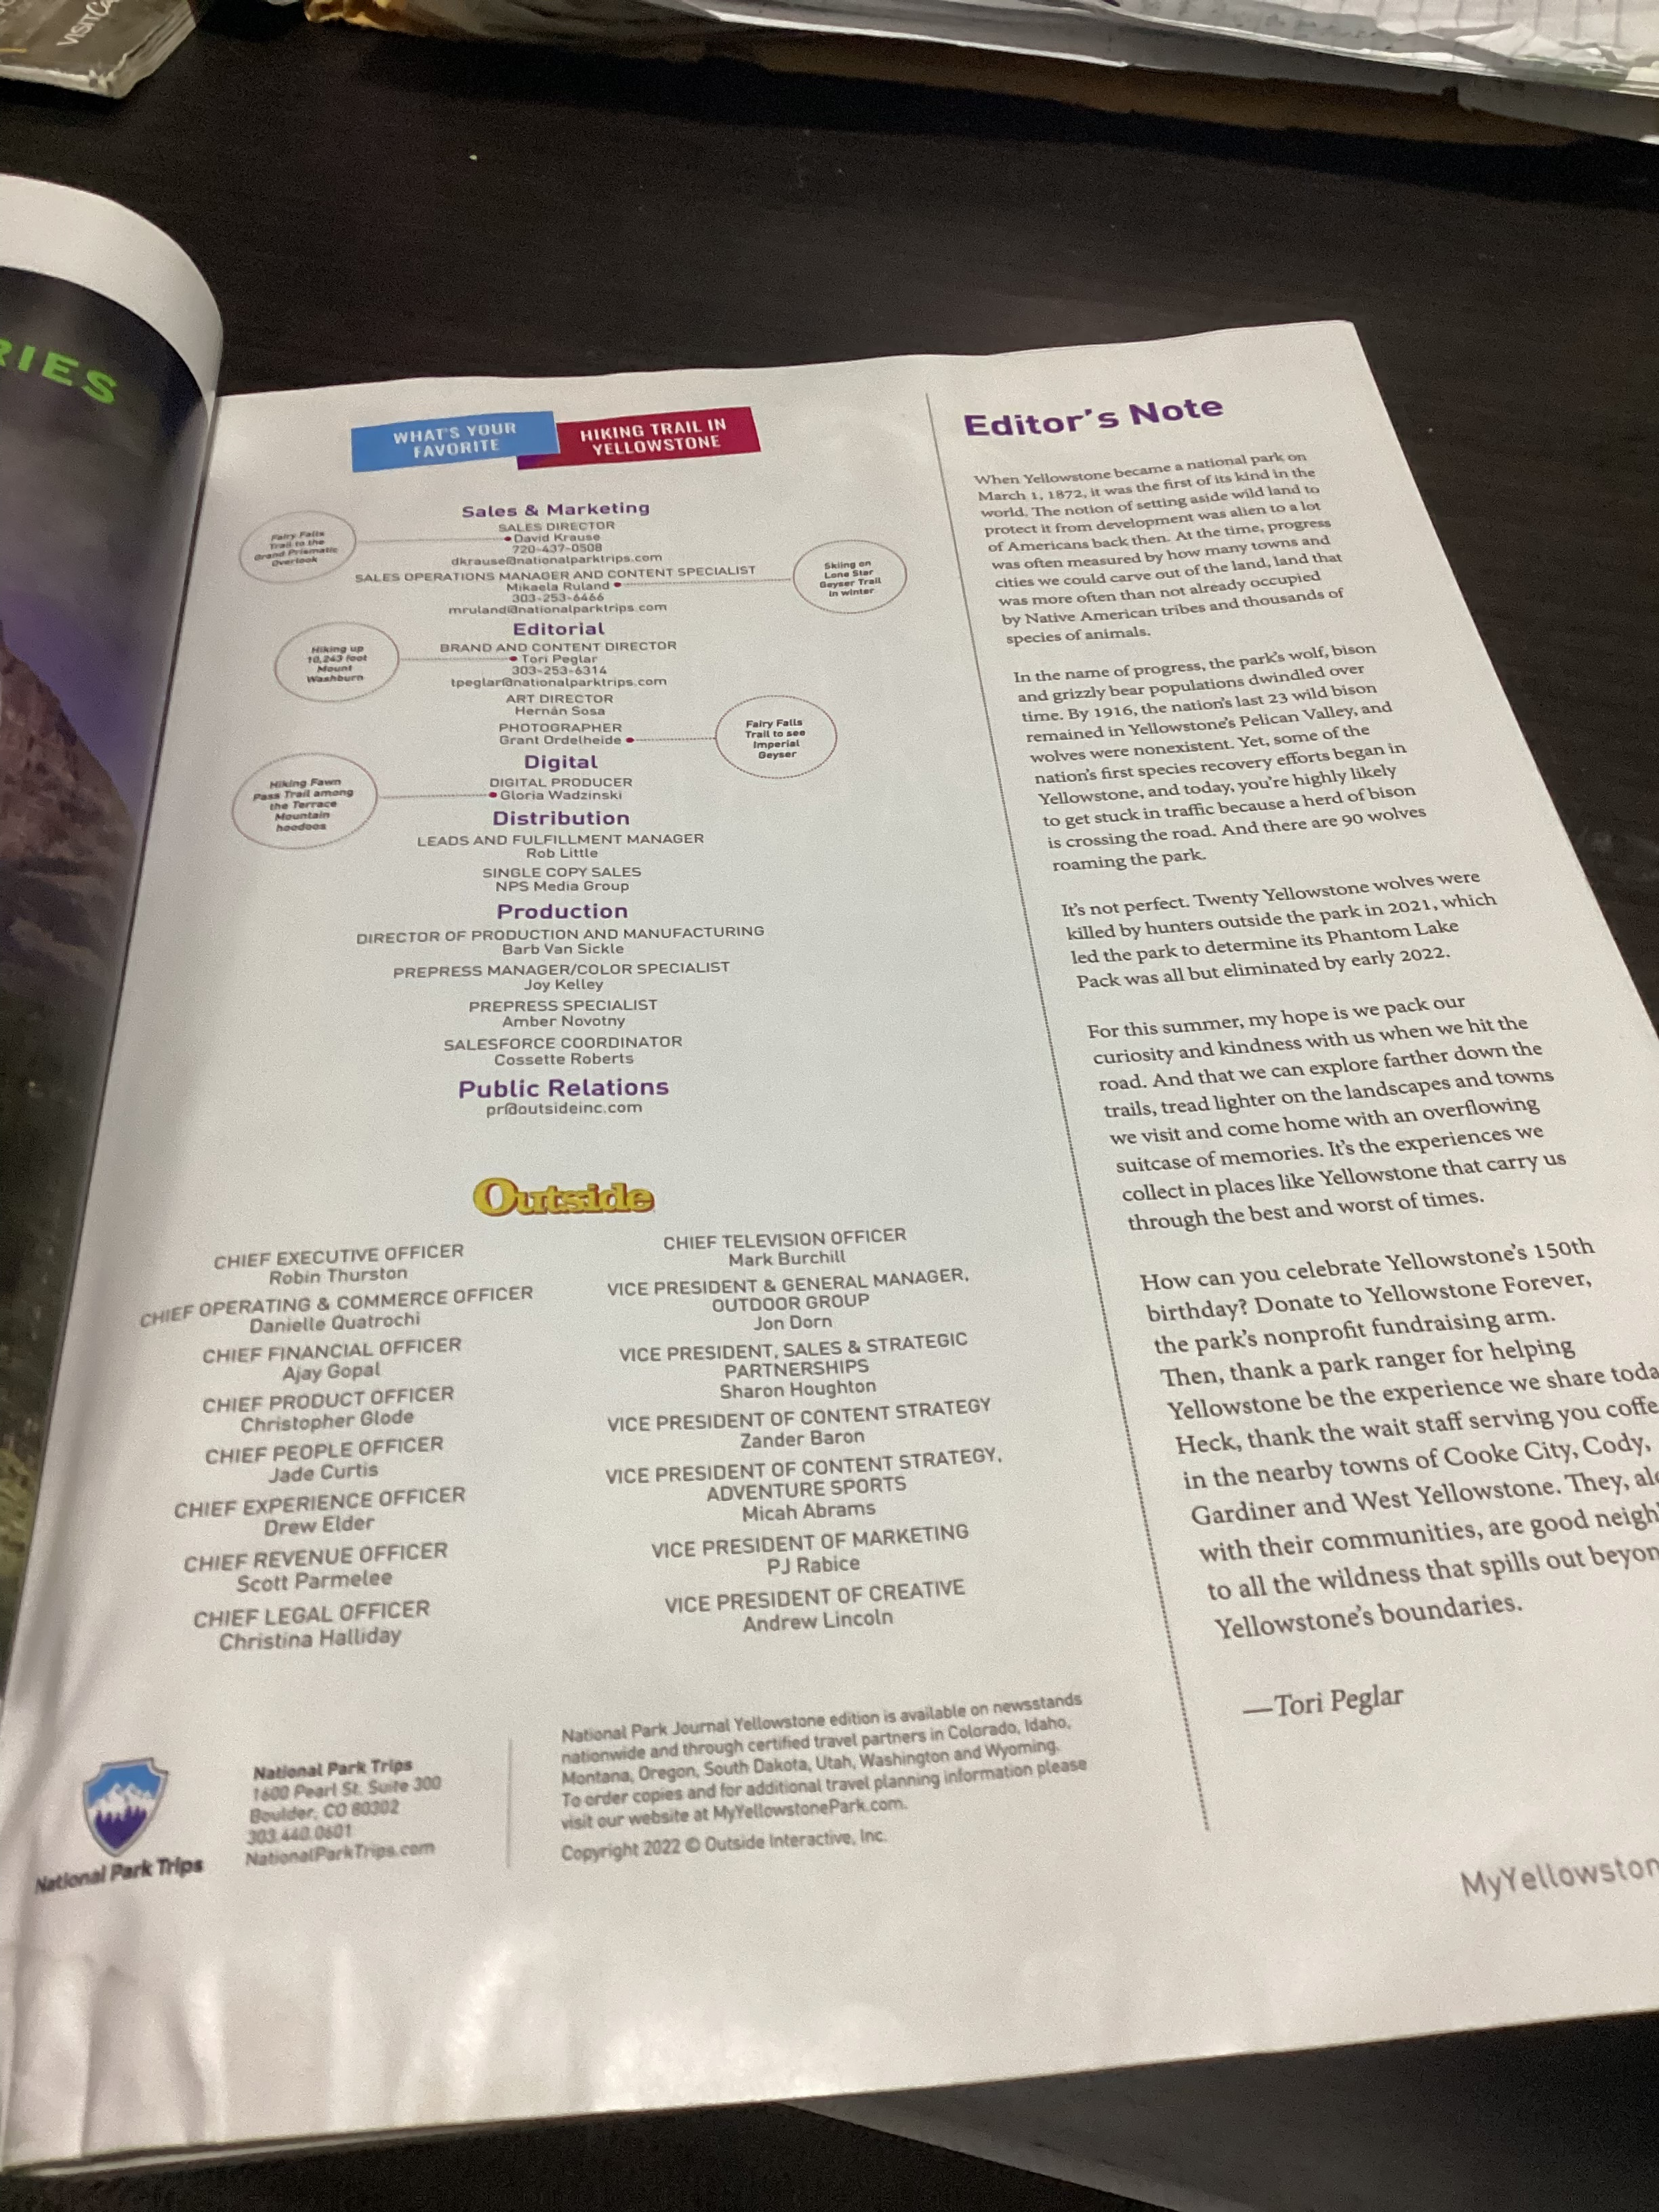 VISITCA
RIES
WHAT'S YOUR
FAVORITE
HIKING TRAIL IN
YELLOWSTONE
Sales & Marketing
SALES DIRECTOR
David Krause
720-437-0508
dkrause@nationalparktrips.com
Fairy Falls
Trail to the
Grand Prismatic
Overlook
SALES OPERATIONS MANAGER AND CONTENT SPECIALIST
Mikaela Ruland
303-253-6466
mruland@nationalparktrips.com
Skiing on
Lone Star
Geyser Trail
in winter
Editorial
BRAND AND CONTENT DIRECTOR
Tori Peglar
303-253-6314
tpeglar@nationalparktrips.com
Hiking up
10,243 foot
Mount
Washburn
ART DIRECTOR
Hernán Sosa
PHOTOGRAPHER
Grant Ordelheide
Fairy Falls
Trail to see
Imperial
Geyser
Digital
DIGITAL PRODUCER
Gloria Wadzinski
Hiking Fawn
Pass Trail among
the Terrace
Mountain
hoodoos
Distribution
LEADS AND FULFILLMENT MANAGER
Rob Little
SINGLE COPY SALES
NPS Media Group
Production
DIRECTOR OF PRODUCTION AND MANUFACTURING
Barb Van Sickle
PREPRESS MANAGER/COLOR SPECIALIST
Joy Kelley
PREPRESS SPECIALIST
Amber Novotny
SALESFORCE COORDINATOR
Cossette Roberts
Public Relations
pr@outsideinc.com
Outside
CHIEF EXECUTIVE OFFICER
Robin Thurston
CHIEF OPERATING & COMMERCE OFFICER
Danielle Quatrochi
CHIEF FINANCIAL OFFICER
Ajay Gopal
CHIEF PRODUCT OFFICER
Christopher Glode
CHIEF PEOPLE OFFICER
Jade Curtis
CHIEF EXPERIENCE OFFICER
Drew Elder
CHIEF REVENUE OFFICER
Scott Parmelee
CHIEF LEGAL OFFICER
Christina Halliday
CHIEF TELEVISION OFFICER
Mark Burchill
VICE PRESIDENT & GENERAL MANAGER,
OUTDOOR GROUP
Jon Dorn
VICE PRESIDENT, SALES & STRATEGIC
PARTNERSHIPS
Sharon Houghton
VICE PRESIDENT OF CONTENT STRATEGY
Zander Baron
VICE PRESIDENT OF CONTENT STRATEGY,
ADVENTURE SPORTS
Micah Abrams
VICE PRESIDENT OF MARKETING
PJ Rabice
VICE PRESIDENT OF CREATIVE
Andrew Lincoln
National Park Trips
National Park Trips
1600 Pearl St. Suite 300
Boulder, CO 80302
303.440.0601
NationalParkTrips.com
National Park Journal Yellowstone edition is available on newsstands
nationwide and through certified travel partners in Colorado, Idaho,
Montana, Oregon, South Dakota, Utah, Washington and Wyoming.
To order copies and for additional travel planning information please
visit our website at MyYellowstonePark.com.
Copyright 2022 © Outside Interactive, Inc.
Editor's Note
When Yellowstone became a national park on
March 1, 1872, it was the first of its kind in the
world. The notion of setting aside wild land to
protect it from development was alien to a lot
of Americans back then. At the time, progress
was often measured by how many towns and
cities we could carve out of the land, land that
was more often than not already occupied
by Native American tribes and thousands of
species of animals.
In the name of progress, the park's wolf, bison
and grizzly bear populations dwindled over
time. By 1916, the nation's last 23 wild bison
remained in Yellowstone's Pelican Valley, and
wolves were nonexistent. Yet, some of the
nation's first species recovery efforts began in
Yellowstone, and today, you're highly likely
to get stuck in traffic because a herd of bison
is crossing the road. And there are 90 wolves
roaming the park.
It's not perfect. Twenty Yellowstone wolves were
killed by hunters outside the park in 2021, which
led the park to determine its Phantom Lake
Pack was all but eliminated by early 2022.
For this summer, my hope is we pack our
curiosity and kindness with us when we hit the
road. And that we can explore farther down the
trails, tread lighter on the landscapes and towns
we visit and come home with an overflowing
suitcase of memories. It's the experiences we
collect in places like Yellowstone that carry us
through the best and worst of times.
How can you celebrate Yellowstone's 150th
birthday? Donate to Yellowstone Forever,
the park's nonprofit fundraising arm.
Then, thank a park ranger for helping
Yellowstone be the experience we share toda
Heck, thank the wait staff serving you coffe
in the nearby towns of Cooke City, Cody,
Gardiner and West Yellowstone. They, alo
with their communities, are good neigh
to all the wildness that spills out beyon
Yellowstone's boundaries.
—Tori Peglar
MyYellowston